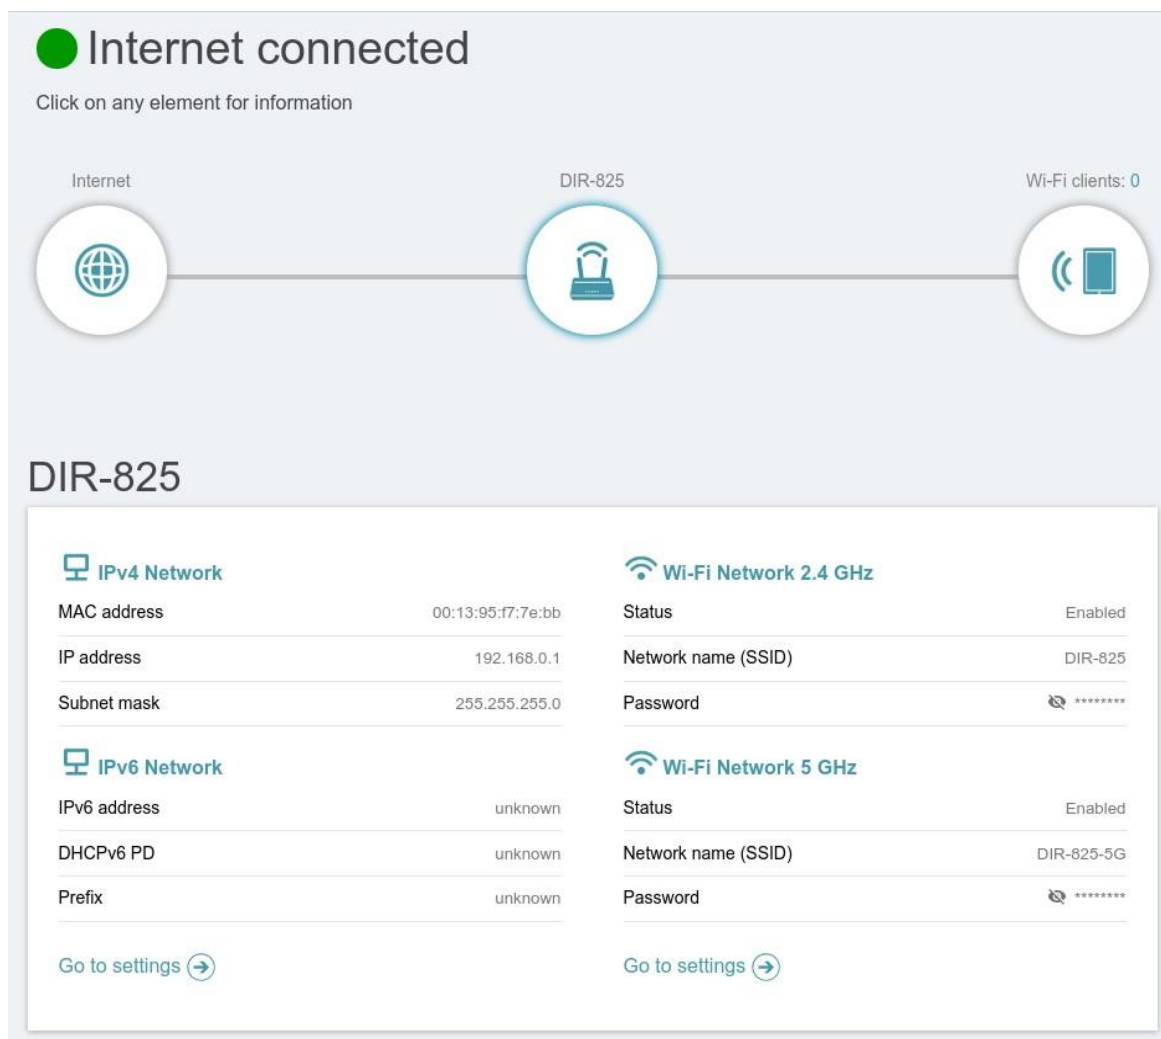 Internet connected
Click on any element for information
Internet
DIR-825
Wi-Fi clients: 0
DIR-825
IPv4 Network
MAC address 00:13:95:f7:7e:bb
IP address 192.168.0.1
Subnet mask 255.255.255.0
IPv6 Network
IPv6 address unknown
DHCPv6 PD unknown
Prefix unknown
Go to settings
Wi-Fi Network 2.4 GHz
Status Enabled
Network name (SSID) DIR-825
Password ********
Wi-Fi Network 5 GHz
Status Enabled
Network name (SSID) DIR-825-5G
Password ********
Go to settings